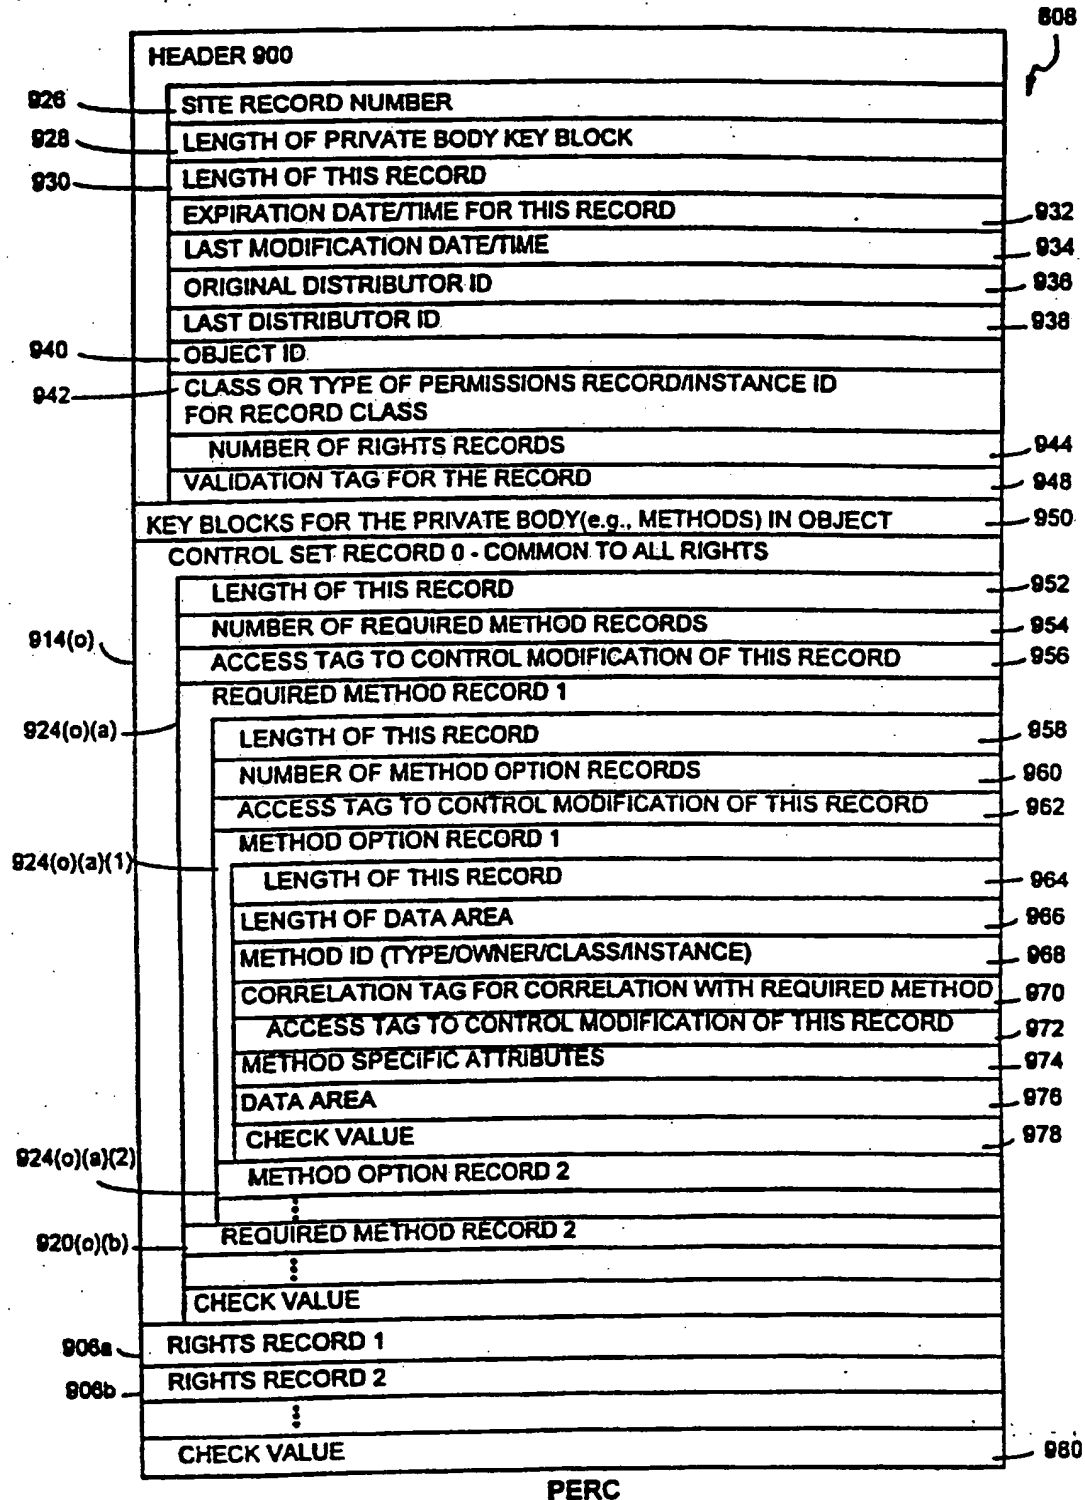 808
HEADER 900
926 SITE RECORD NUMBER
928 LENGTH OF PRIVATE BODY KEY BLOCK
930 LENGTH OF THIS RECORD
EXPIRATION DATE/TIME FOR THIS RECORD 932
LAST MODIFICATION DATE/TIME 934
ORIGINAL DISTRIBUTOR ID 936
LAST DISTRIBUTOR ID 938
940 OBJECT ID
942 CLASS OR TYPE OF PERMISSIONS RECORD/INSTANCE ID
FOR RECORD CLASS
NUMBER OF RIGHTS RECORDS 944
VALIDATION TAG FOR THE RECORD 948
KEY BLOCKS FOR THE PRIVATE BODY(e.g., METHODS) IN OBJECT 950
CONTROL SET RECORD 0 - COMMON TO ALL RIGHTS
LENGTH OF THIS RECORD 952
914(o) NUMBER OF REQUIRED METHOD RECORDS 954
ACCESS TAG TO CONTROL MODIFICATION OF THIS RECORD 956
REQUIRED METHOD RECORD 1
924(o)(a) LENGTH OF THIS RECORD 958
NUMBER OF METHOD OPTION RECORDS 960
ACCESS TAG TO CONTROL MODIFICATION OF THIS RECORD 962
METHOD OPTION RECORD 1
924(o)(a)(1) LENGTH OF THIS RECORD 964
LENGTH OF DATA AREA 966
METHOD ID (TYPE/OWNER/CLASS/INSTANCE) 968
CORRELATION TAG FOR CORRELATION WITH REQUIRED METHOD 970
ACCESS TAG TO CONTROL MODIFICATION OF THIS RECORD 972
METHOD SPECIFIC ATTRIBUTES 974
DATA AREA 976
CHECK VALUE 978
924(o)(a)(2) METHOD OPTION RECORD 2
920(o)(b) REQUIRED METHOD RECORD 2
CHECK VALUE
906a RIGHTS RECORD 1
906b RIGHTS RECORD 2
CHECK VALUE 980
PERC